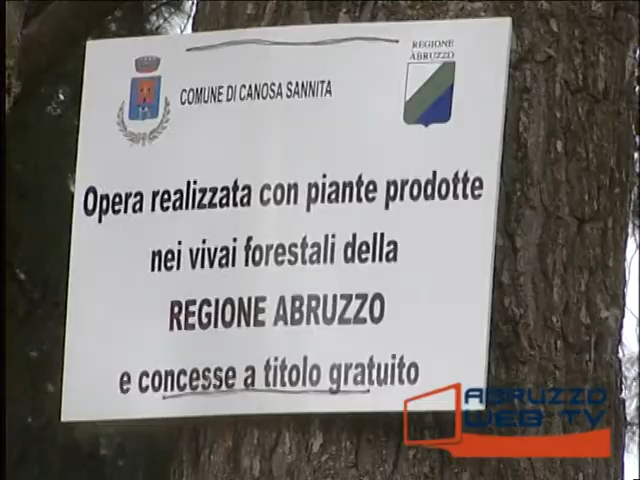 REGIONE
ABRUZZO
COMUNE DI CANOSA SANNITA
Opera realizzata con piante prodotte
nei vivai forestali della
REGIONE ABRUZZO
e concesse a titolo gratuito
ABRUZZO
WEB TV